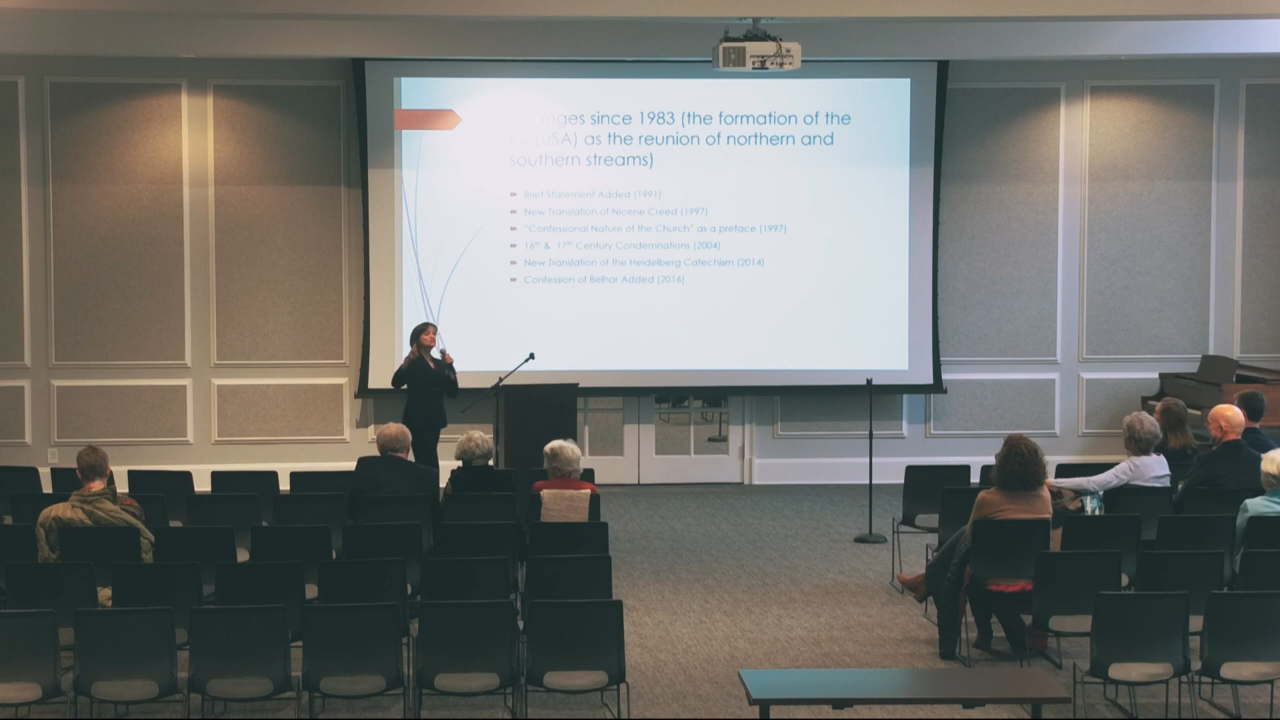 since 1983 (the formation of the
(USA) as the reunion of northern and
southern streams)
Brief Statement Added (1991)
New Translation of Nicene Creed (1997)
“Confessional Nature of the Church” as a preface (1997)
16th & 17th Century Condemnations (2004)
New Translation of the Heidelberg Catechism (2014)
Confession of Belhar Added (2016)